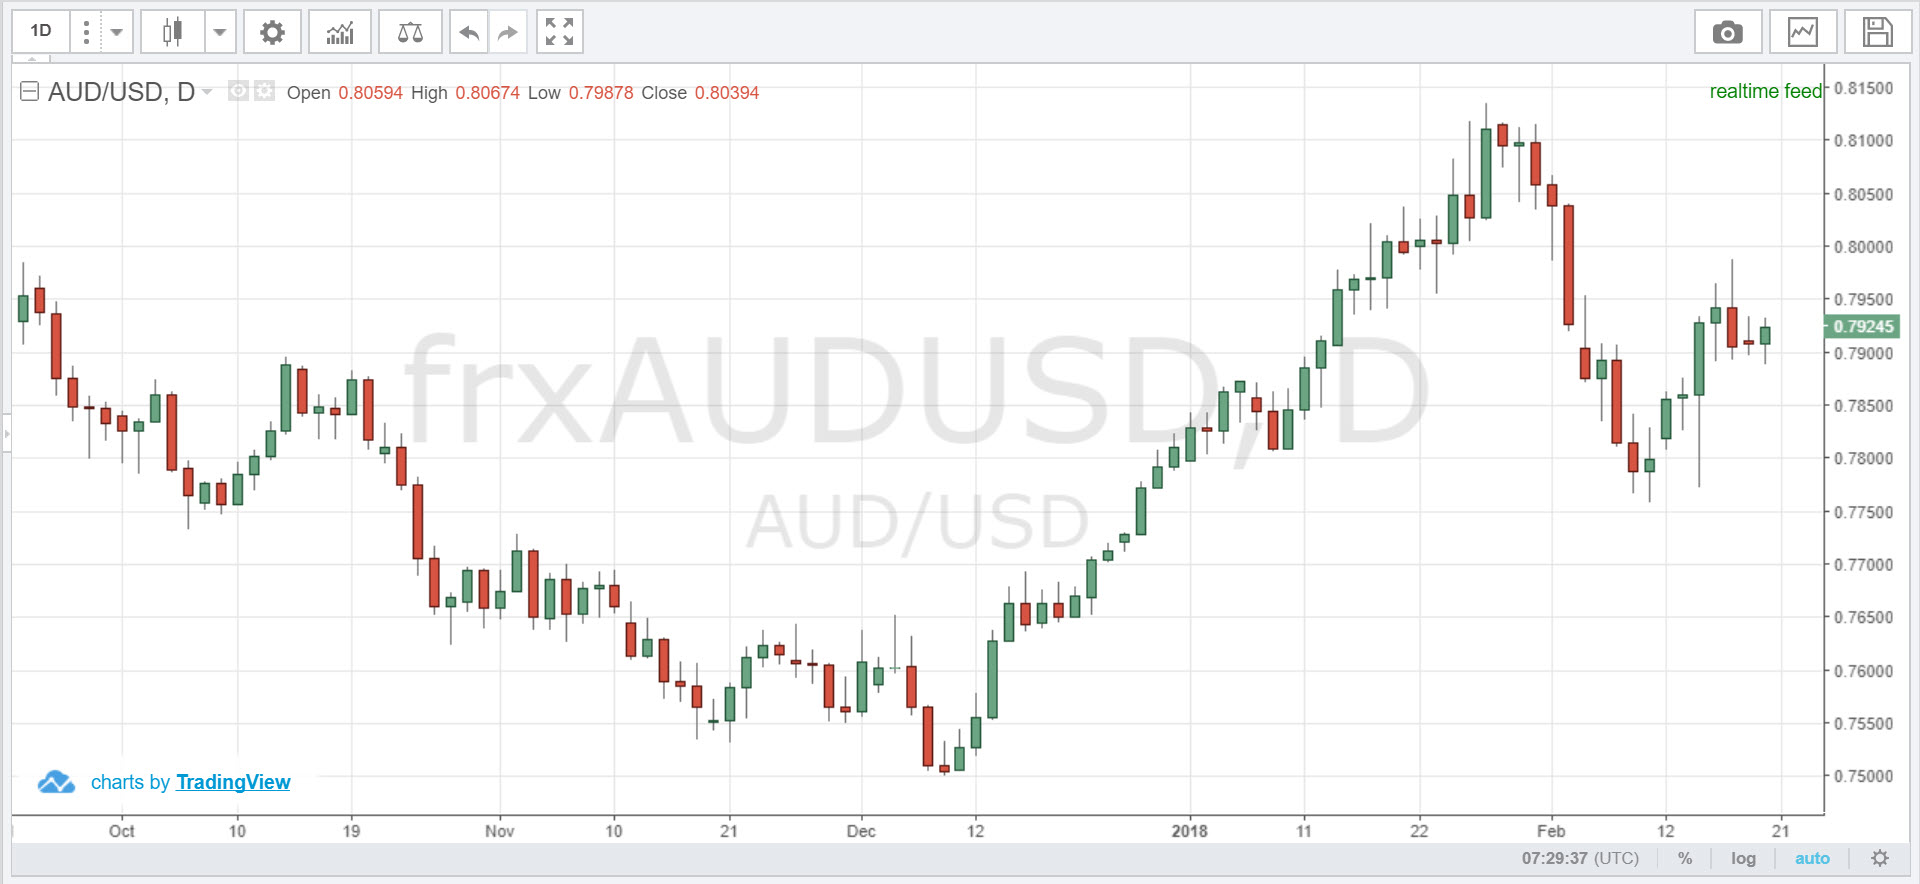 1D
AUD/USD, D Open 0.80594 High 0.80674 Low 0.79878 Close 0.80394
realtime feed
0.81500
0.81000
0.80500
0.80000
0.79500
0.79245
0.79000
0.78500
0.78000
0.77500
0.77000
0.76500
0.76000
0.75500
0.75000
frxAUDUSD, D
AUD/USD
charts by TradingView
Oct 10 19 Nov 10 21 Dec 12 2018 11 22 Feb 12 21
07:29:37 (UTC) % log auto